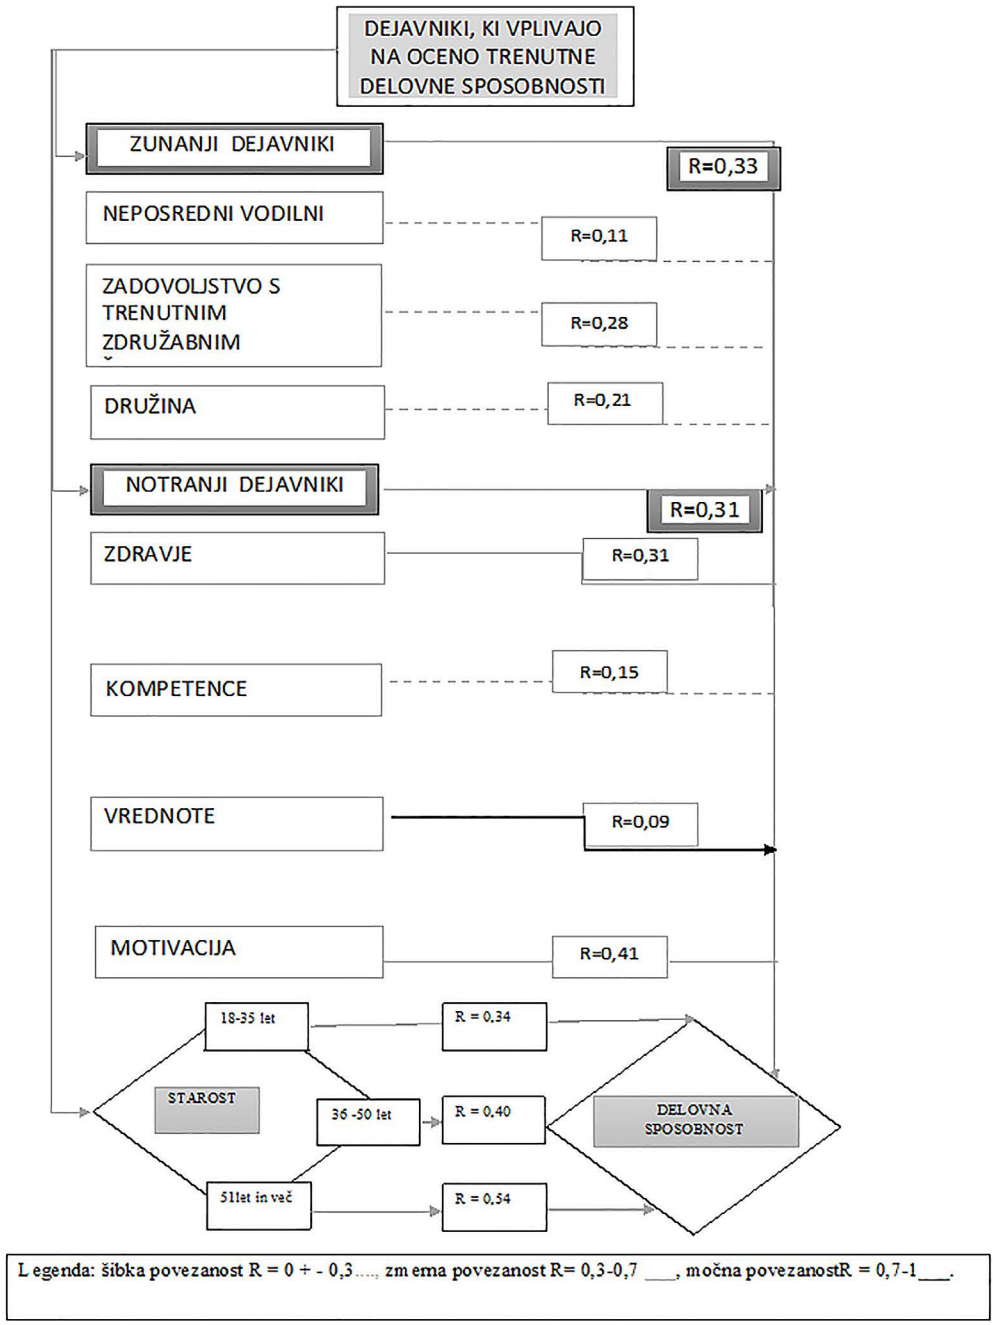 DEJAVNIKI, KI VPLIVAJO
NA OCENO TRENUTNE
DELOVNE SPOSOBNOSTI
ZUNANJI DEJAVNIKI
R=0,33
NEPOSREDNI VODILNI
R=0,11
ZADOVOLJSTVO S
TRENUTNIM
ZDRUŽABNIM
R=0,28
DRUŽINA
R=0,21
NOTRANJI DEJAVNIKI
R=0,31
ZDRAVJE
R=0,31
KOMPETENCE
R=0,15
VREDNOTE
R=0,09
MOTIVACIJA
R=0,41
18-35 let
R = 0,34
STAROST
36 -50 let
R = 0,40
DELOVNA
SPOSOBNOST
51let in več
R = 0,54
Legenda: šibka povezanost R = 0 + - 0,3...., zmerna povezanost R= 0,3-0,7 ___, močna povezanostR = 0,7-1___.